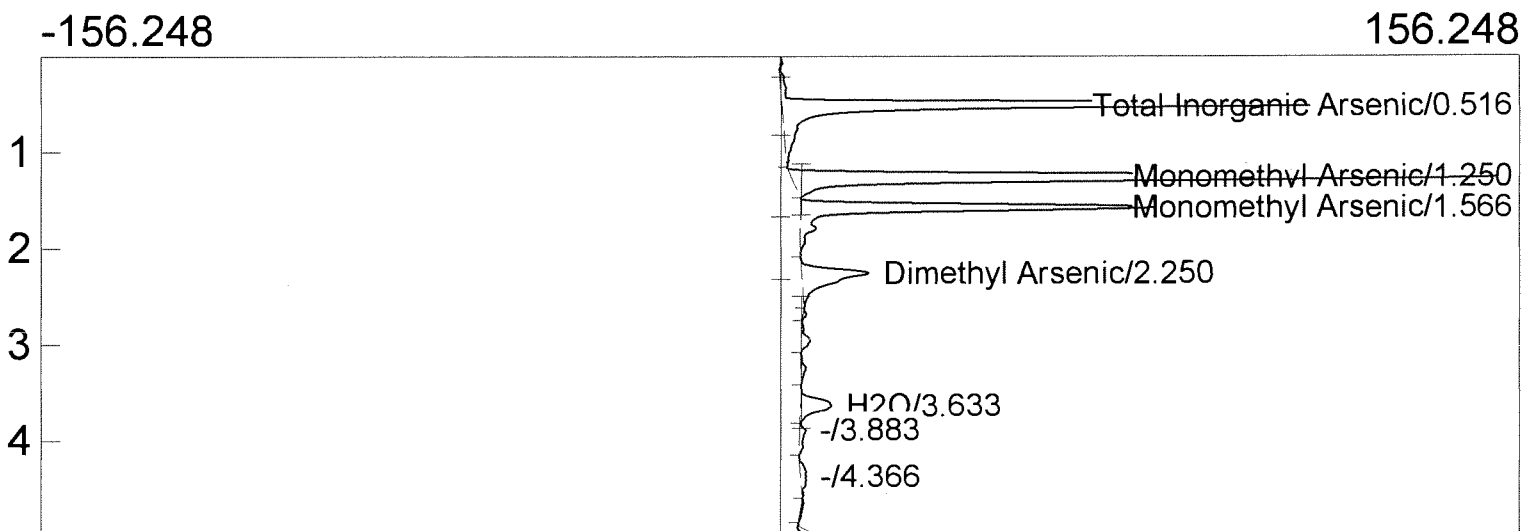 -156.248 156.248
Total Inorganic Arsenic/0.516
1
Monomethyl Arsenic/1.250
Monomethyl Arsenic/1.566
2
Dimethyl Arsenic/2.250
3
H2O/3.633
-/3.883
4
-/4.366